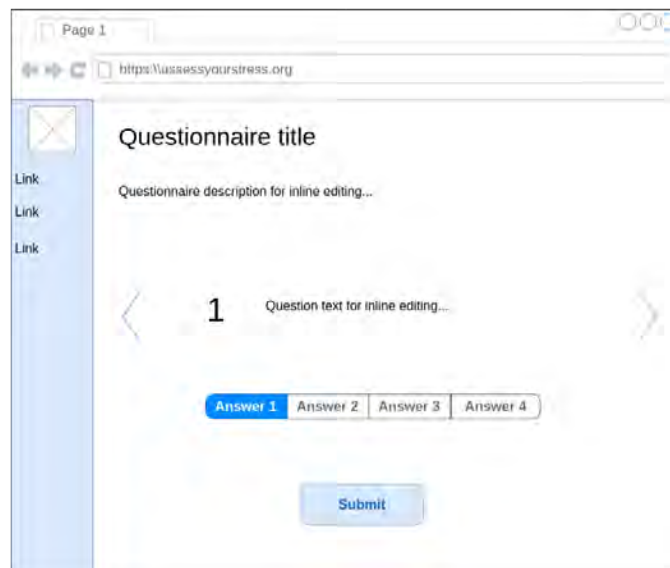 Page 1
https:\\assessyourstress.org
Questionnaire title
Link
Questionnaire description for inline editing...
Link
Link
1
Question text for inline editing...
Answer 1 Answer 2 Answer 3 Answer 4
Submit